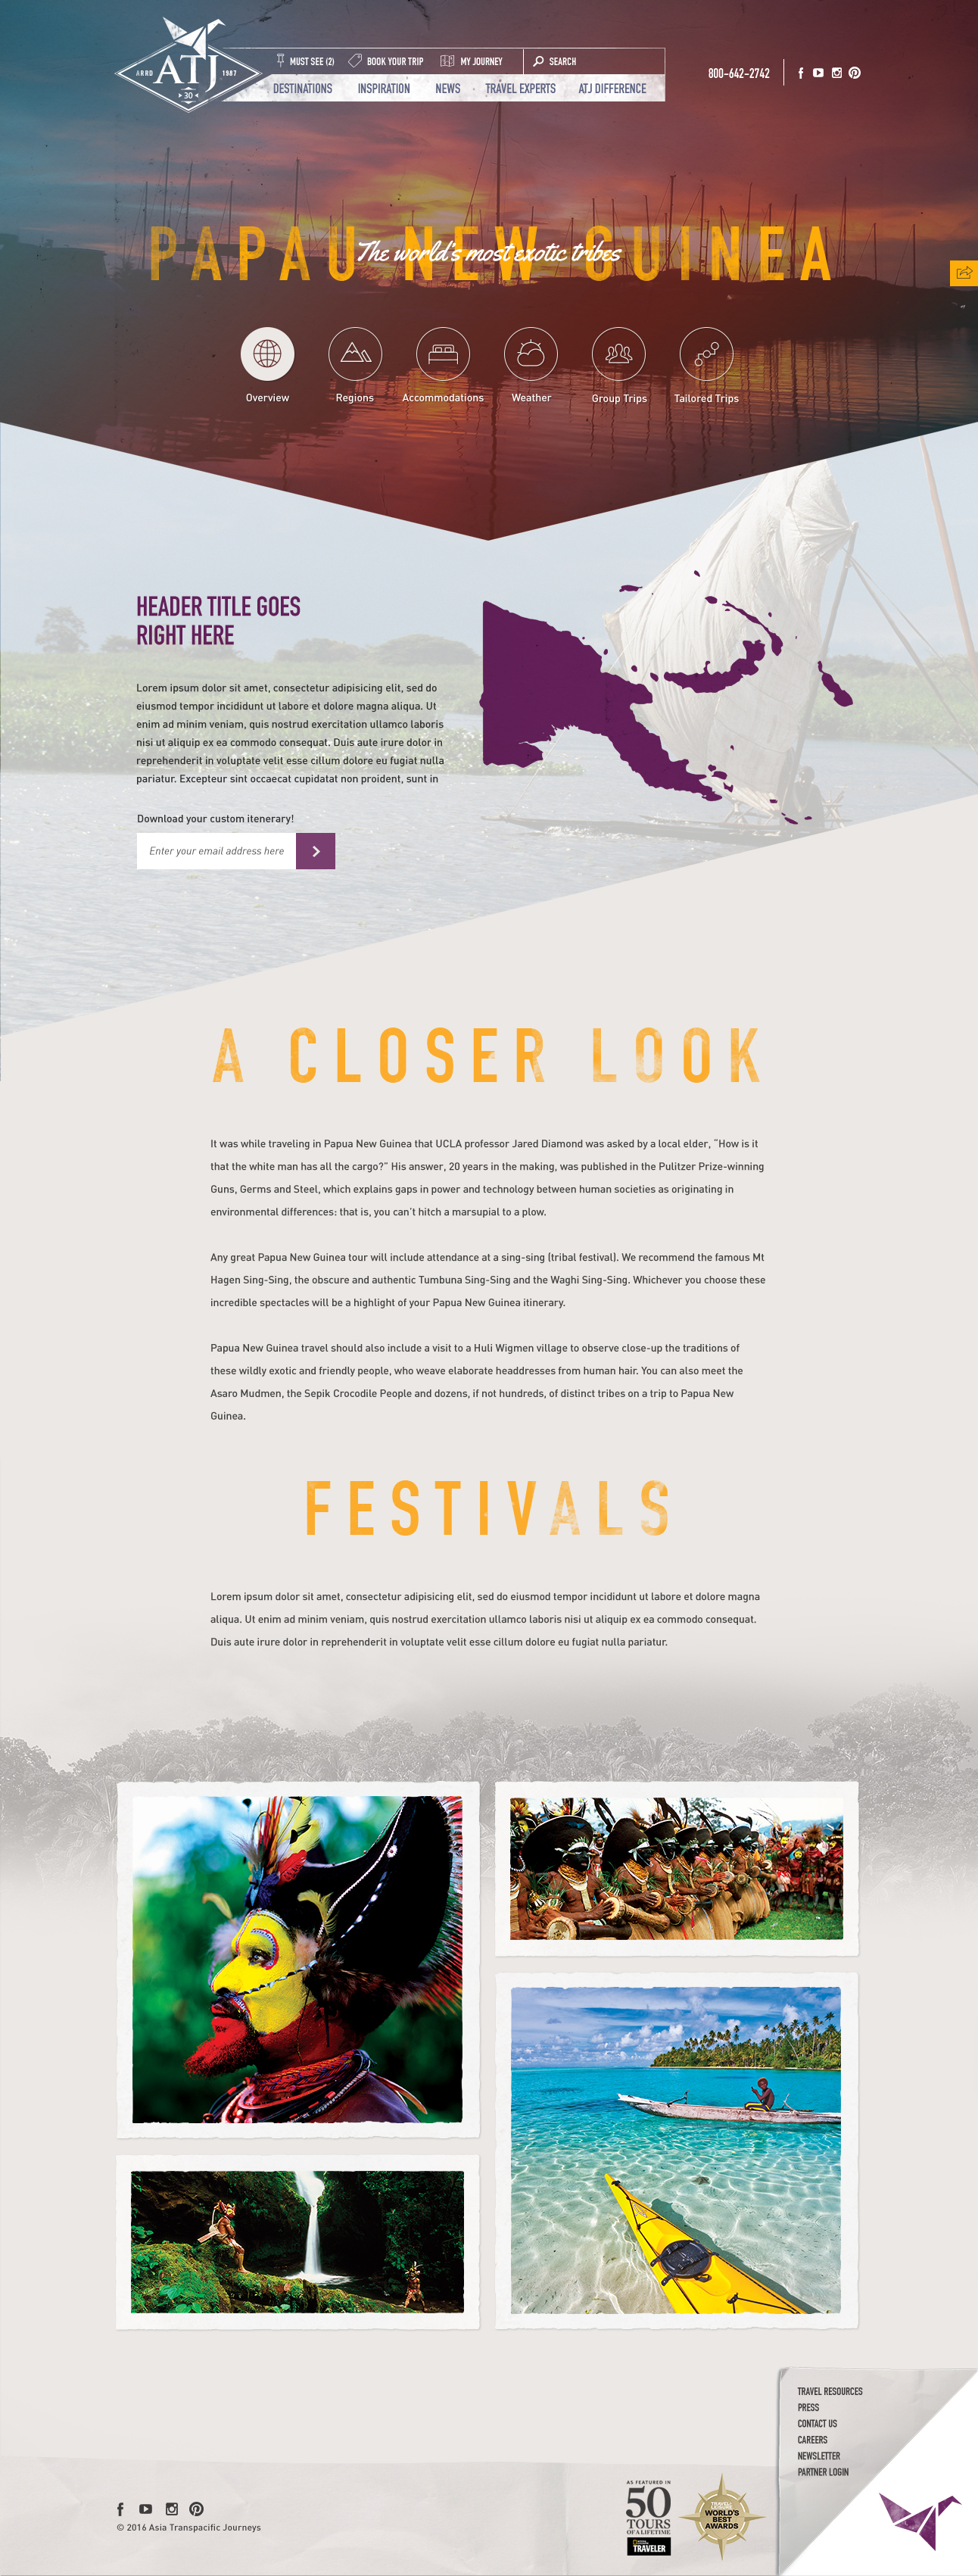 ARRD ATJ 1987
30
MUST SEE (2) BOOK YOUR TRIP MY JOURNEY SEARCH
DESTINATIONS INSPIRATION NEWS TRAVEL EXPERTS ATJ DIFFERENCE
800-642-2742
PAPAU NEW GUINEA
The world's most exotic tribes
Overview Regions Accommodations Weather Group Trips Tailored Trips
HEADER TITLE GOES
RIGHT HERE
Lorem ipsum dolor sit amet, consectetur adipisicing elit, sed do
eiusmod tempor incididunt ut labore et dolore magna aliqua. Ut
enim ad minim veniam, quis nostrud exercitation ullamco laboris
nisi ut aliquip ex ea commodo consequat. Duis aute irure dolor in
reprehenderit in voluptate velit esse cillum dolore eu fugiat nulla
pariatur. Excepteur sint occaecat cupidatat non proident, sunt in
Download your custom itenerary!
Enter your email address here
A CLOSER LOOK
It was while traveling in Papua New Guinea that UCLA professor Jared Diamond was asked by a local elder, “How is it
that the white man has all the cargo?” His answer, 20 years in the making, was published in the Pulitzer Prize-winning
Guns, Germs and Steel, which explains gaps in power and technology between human societies as originating in
environmental differences: that is, you can’t hitch a marsupial to a plow.
Any great Papua New Guinea tour will include attendance at a sing-sing (tribal festival). We recommend the famous Mt
Hagen Sing-Sing, the obscure and authentic Tumbuna Sing-Sing and the Waghi Sing-Sing. Whichever you choose these
incredible spectacles will be a highlight of your Papua New Guinea itinerary.
Papua New Guinea travel should also include a visit to a Huli Wigmen village to observe close-up the traditions of
these wildly exotic and friendly people, who weave elaborate headdresses from human hair. You can also meet the
Asaro Mudmen, the Sepik Crocodile People and dozens, if not hundreds, of distinct tribes on a trip to Papua New
Guinea.
FESTIVALS
Lorem ipsum dolor sit amet, consectetur adipisicing elit, sed do eiusmod tempor incididunt ut labore et dolore magna
aliqua. Ut enim ad minim veniam, quis nostrud exercitation ullamco laboris nisi ut aliquip ex ea commodo consequat.
Duis aute irure dolor in reprehenderit in voluptate velit esse cillum dolore eu fugiat nulla pariatur.
TRAVEL RESOURCES
PRESS
CONTACT US
CAREERS
NEWSLETTER
PARTNER LOGIN
© 2016 Asia Transpacific Journeys
AS FEATURED IN
50
TOURS
OF A LIFETIME
TRAVELER
WORLD'S
BEST
AWARDS